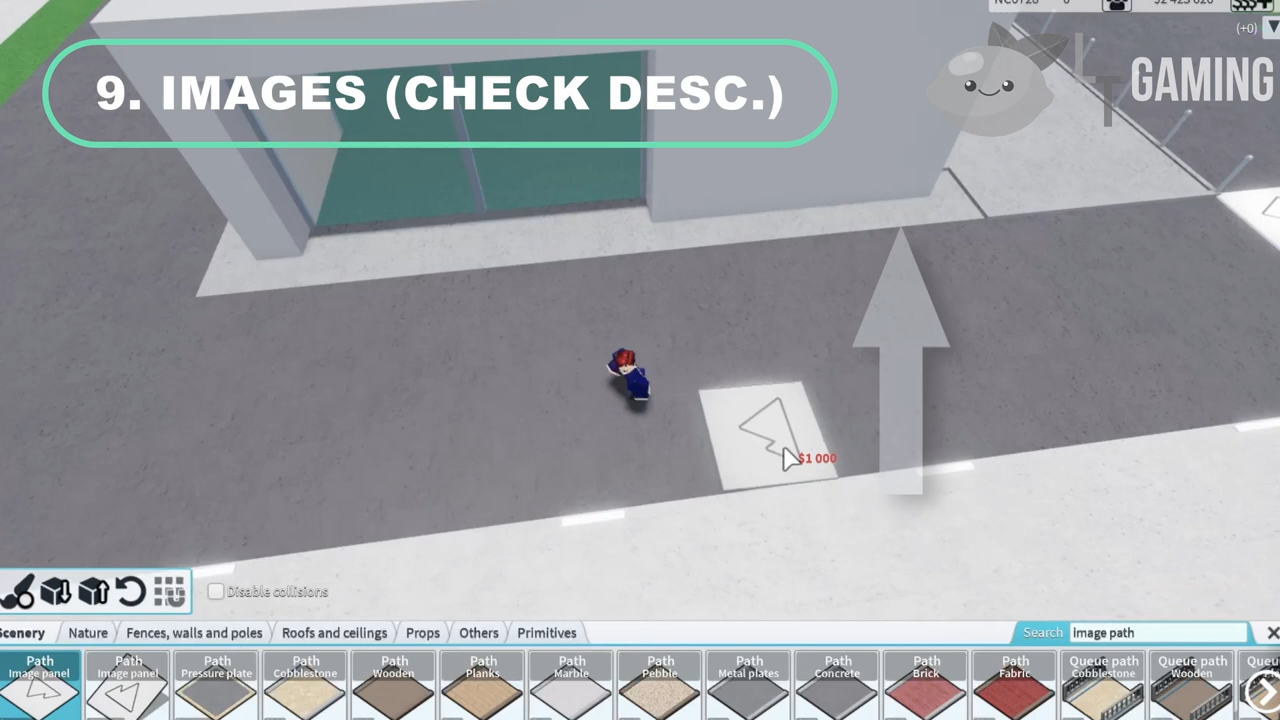 (+0)
9. IMAGES (CHECK DESC.)
LT GAMING
$1 000
Disable collisions
Scenery Nature Fences, walls and poles Roofs and ceilings Props Others Primitives Search Image path
Path Path Path Path Path Path Path Path Path Path Path Path Queue path Queue path
Image panel Image panel Pressure plate Cobblestone Wooden Planks Marble Pebble Metal plates Concrete Brick Fabric Cobblestone Wooden